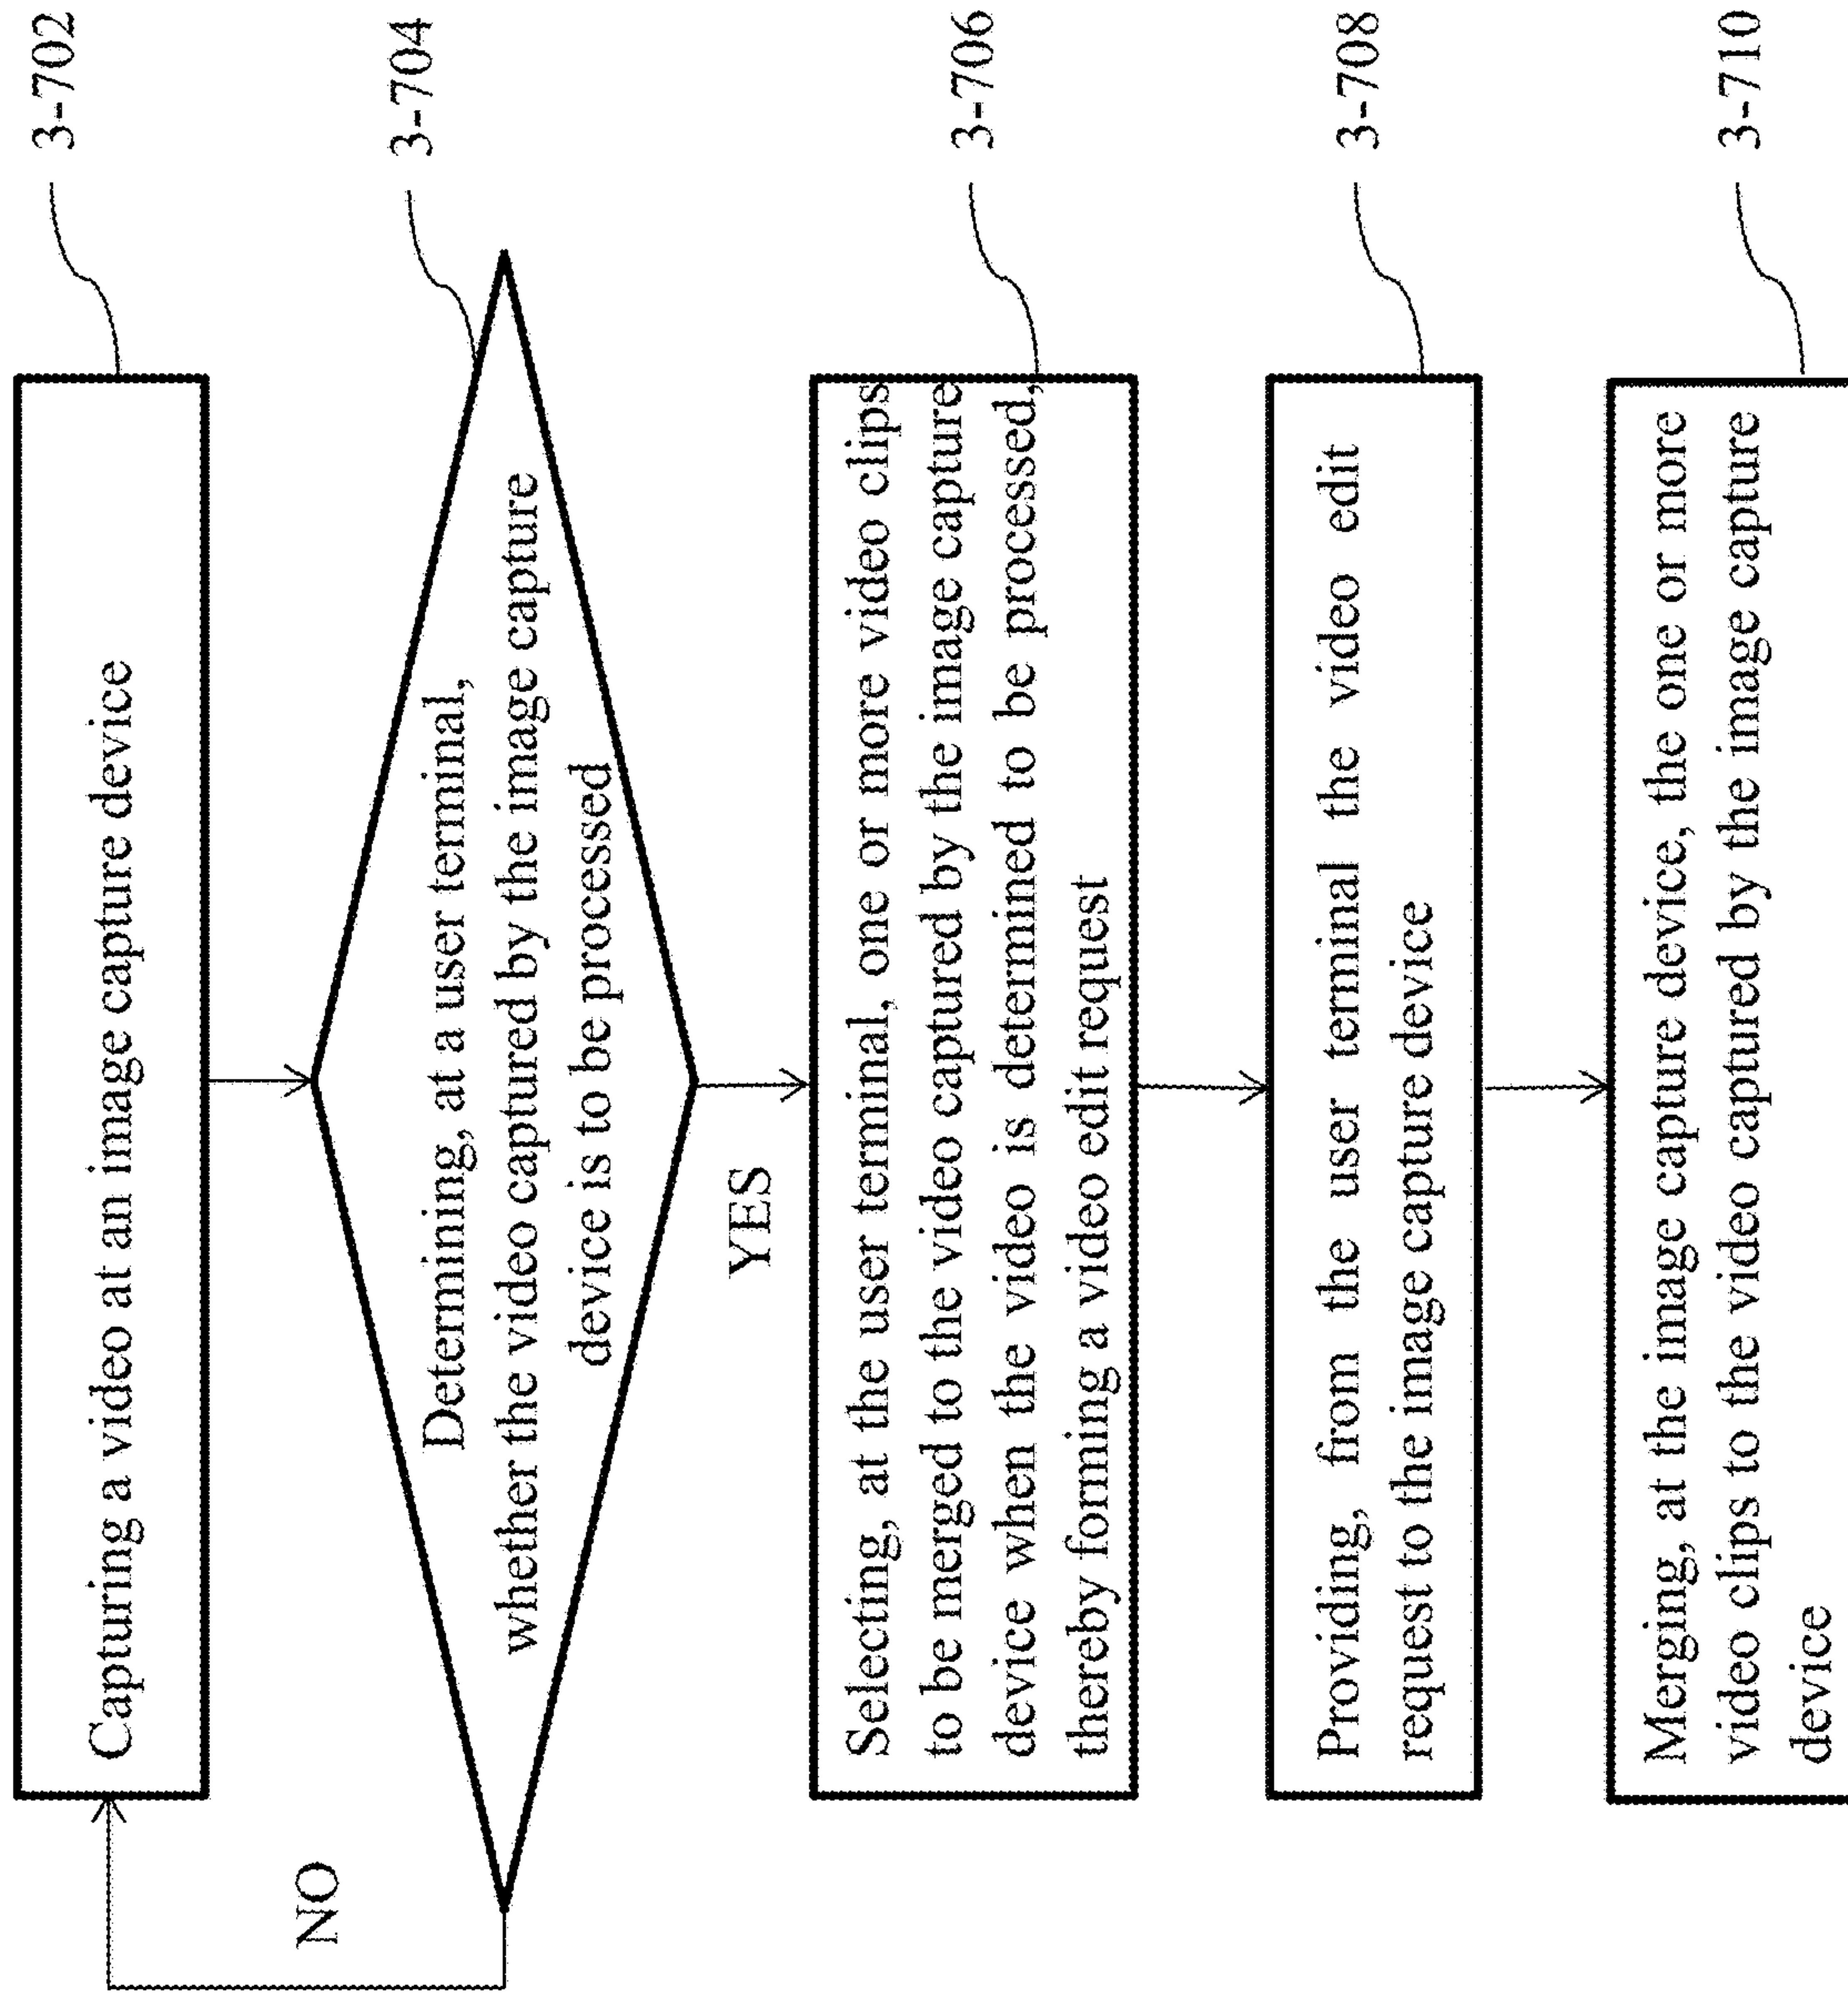 Capturing a video at an image capture device
3-702
NO
Determining, at a user terminal,
whether the video captured by the image capture
device is to be processed
3-704
YES
Selecting, at the user terminal, one or more video clips
to be merged to the video captured by the image capture
device when the video is determined to be processed,
thereby forming a video edit request
3-706
Providing, from the user terminal the video edit
request to the image capture device
3-708
Merging, at the image capture device, the one or more
video clips to the video captured by the image capture
device
3-710